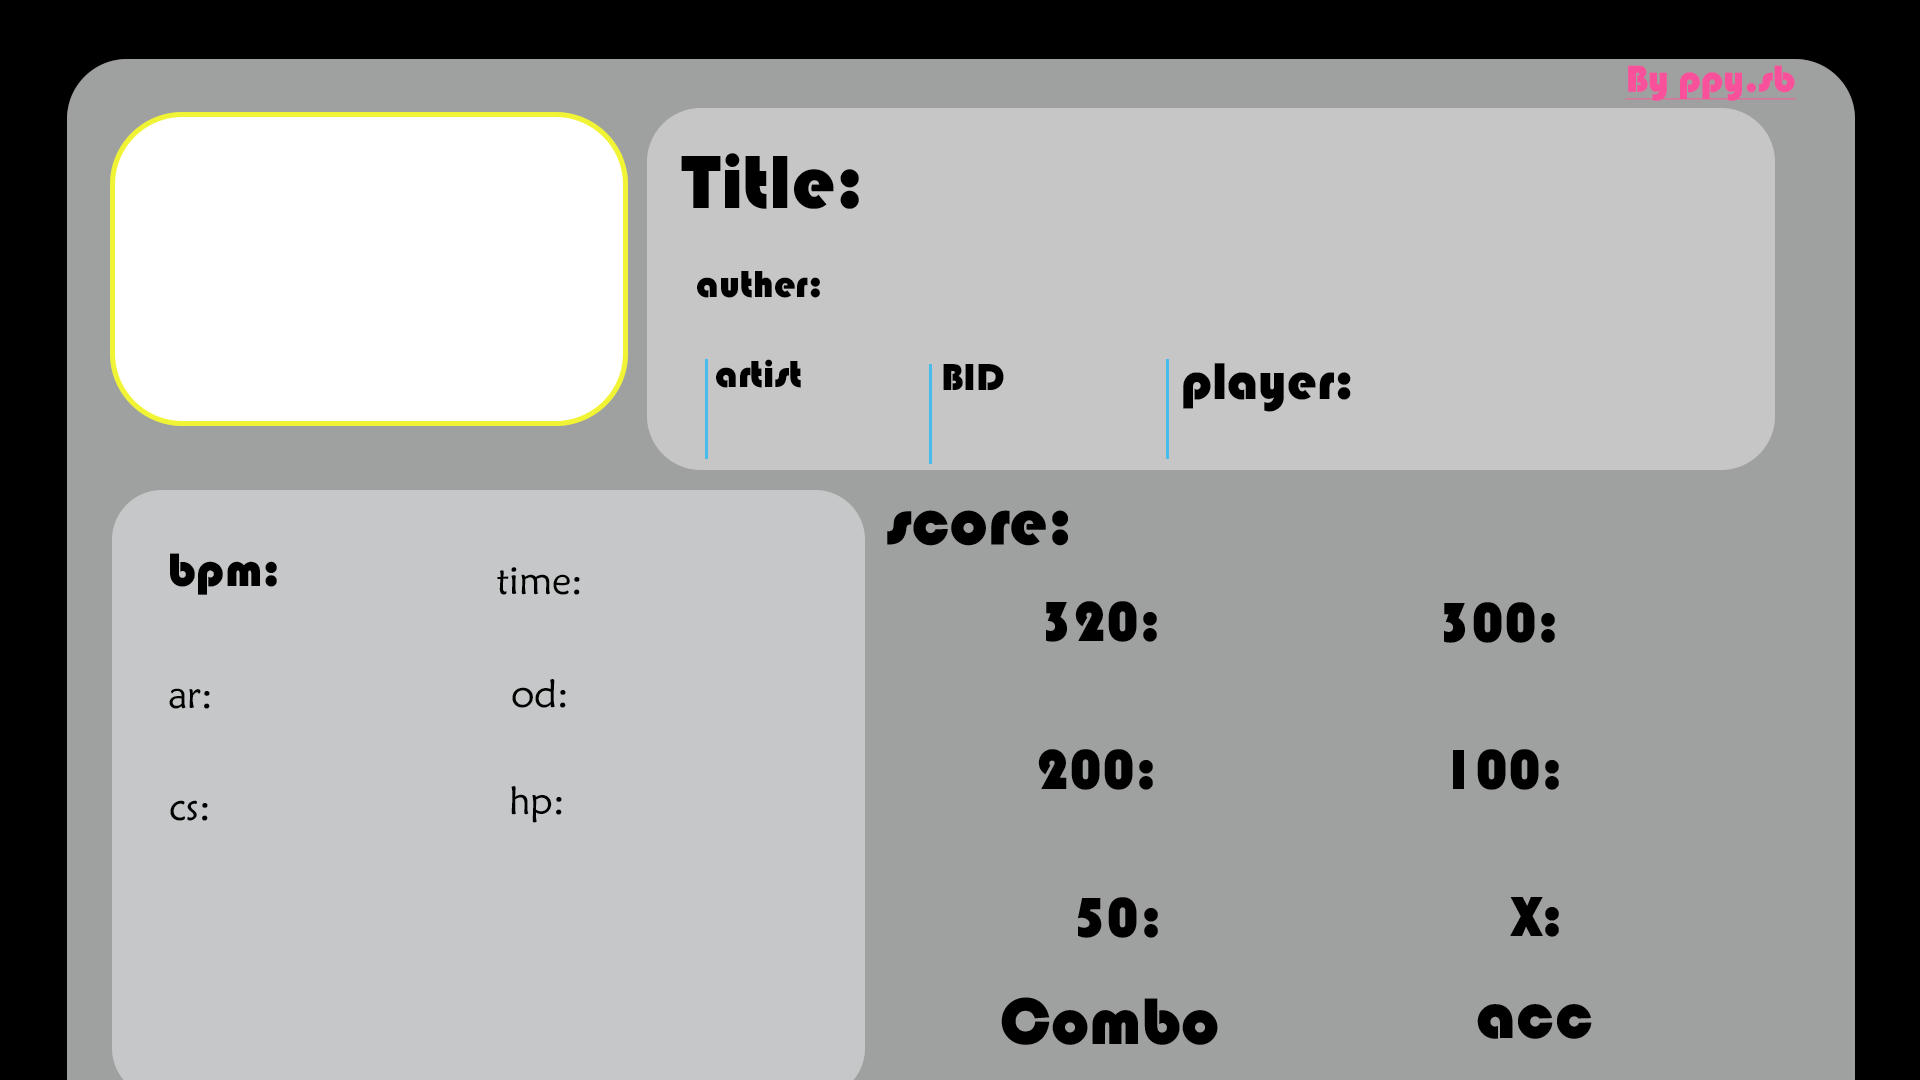 By ppy.sb
Title:
auther:
artist
BID
player:
score:
bpm:
time:
320:
300:
ar:
od:
200:
100:
cs:
hp:
50:
X:
Combo
acc